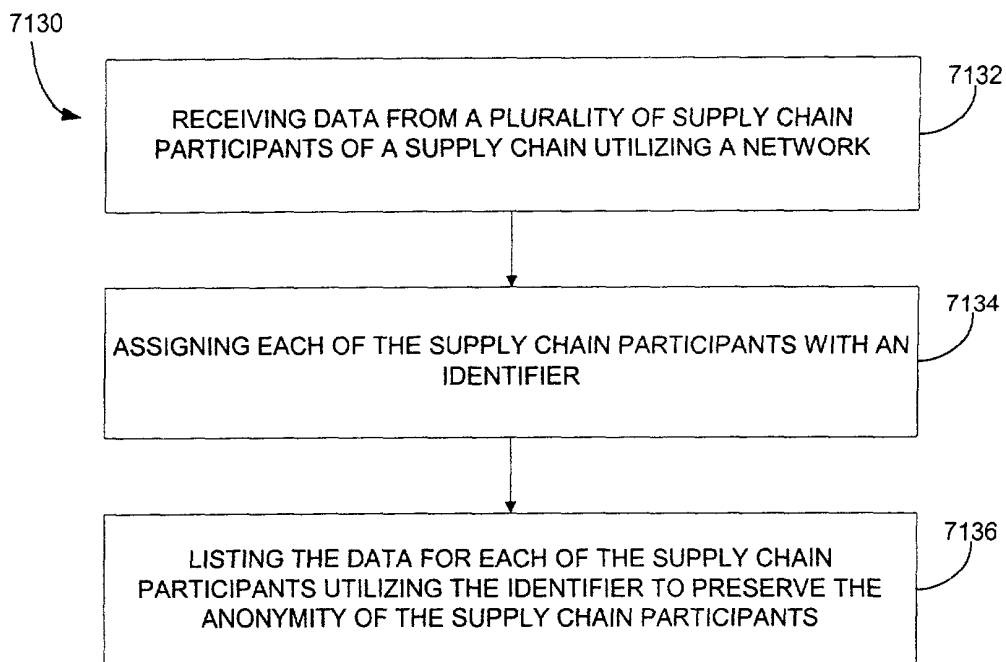 7130
7132
RECEIVING DATA FROM A PLURALITY OF SUPPLY CHAIN
PARTICIPANTS OF A SUPPLY CHAIN UTILIZING A NETWORK
7134
ASSIGNING EACH OF THE SUPPLY CHAIN PARTICIPANTS WITH AN
IDENTIFIER
7136
LISTING THE DATA FOR EACH OF THE SUPPLY CHAIN
PARTICIPANTS UTILIZING THE IDENTIFIER TO PRESERVE THE
ANONYMITY OF THE SUPPLY CHAIN PARTICIPANTS